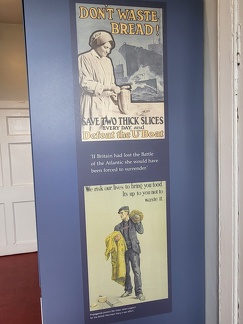 DON'T WASTE
BREAD!
SAVE TWO THICK SLICES
EVERY DAY, and
Defeat the 'U' Boat
'If Britain had lost the Battle
of the Atlantic she would have
been forced to surrender'
We risk our lives to bring you food.
It's up to you not to
waste it.